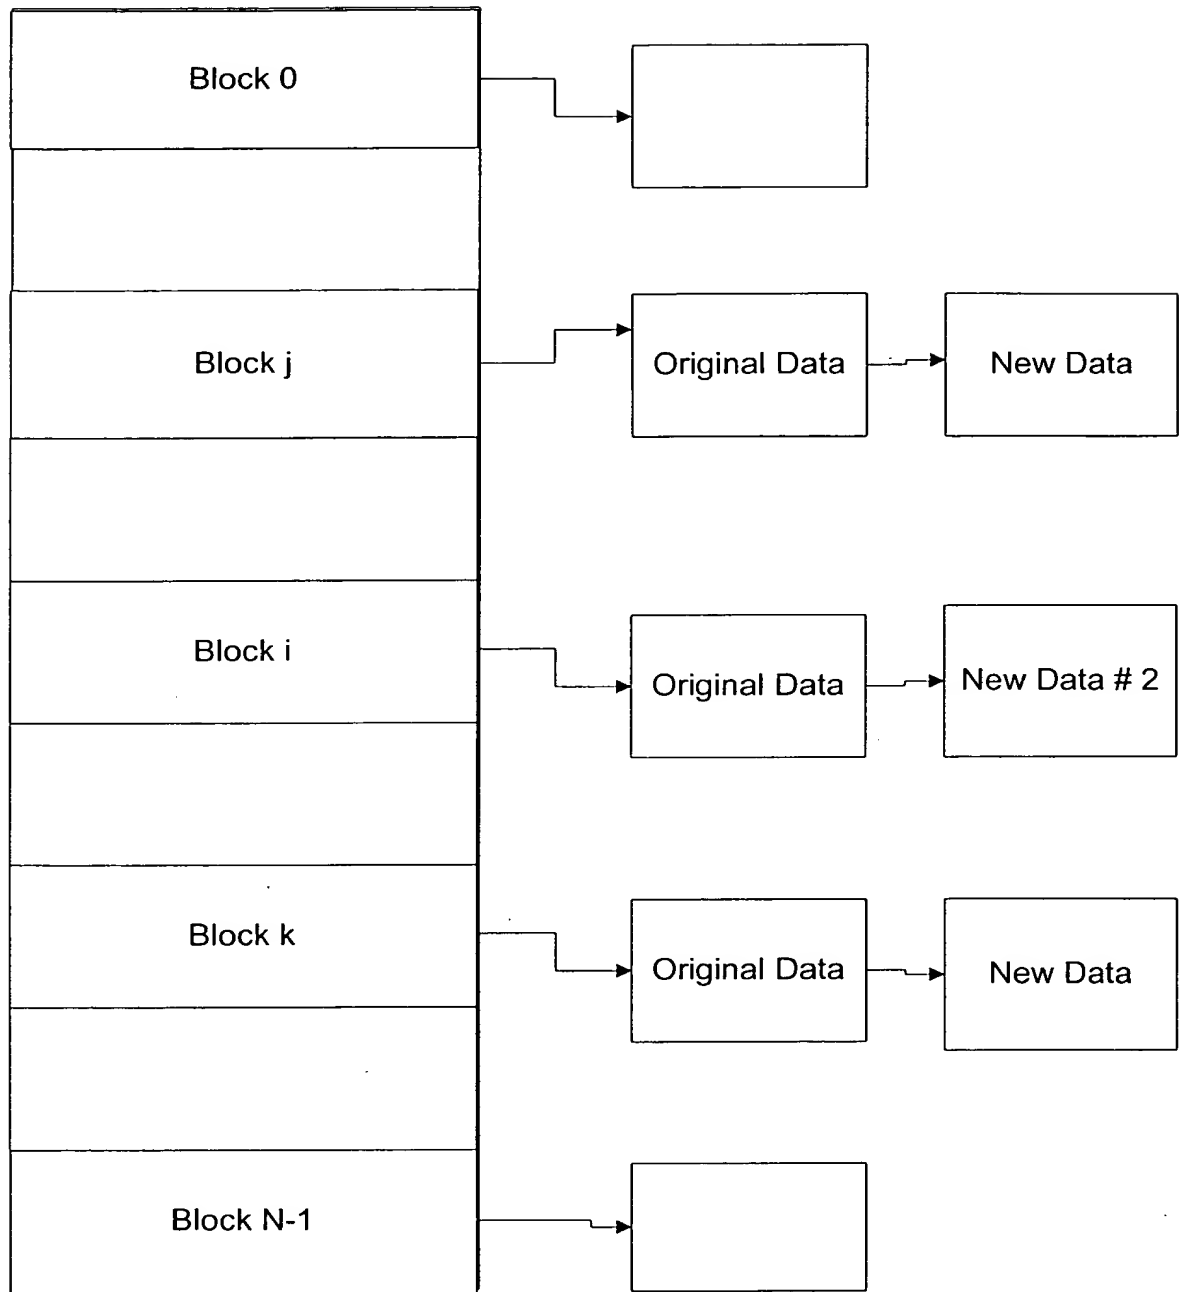 Block 0
Block j
Original Data
New Data
Block i
Original Data
New Data # 2
Block k
Original Data
New Data
Block N-1